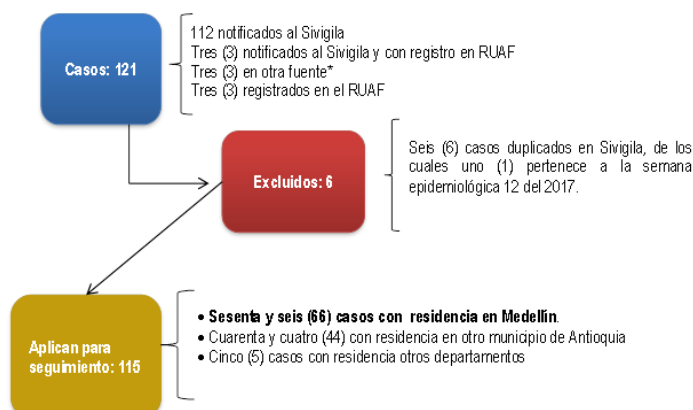 112 notificados al Sivigila
Tres (3) notificados al Sivigila y con registro en RUAF
Casos: 121
Tres (3) en otra fuente*
Tres (3) registrados en el RUAF
Seis (6) casos duplicados en Sivigila, de los
cuales uno (1) pertenece a la semana
epidemiológica 12 del 2017.
Excluidos: 6
• Sesenta y seis (66) casos con residencia en Medellín.
• Cuarenta y cuatro (44) con residencia en otro municipio de Antioquia
• Cinco (5) casos con residencia otros departamentos
Aplican para
seguimiento: 115